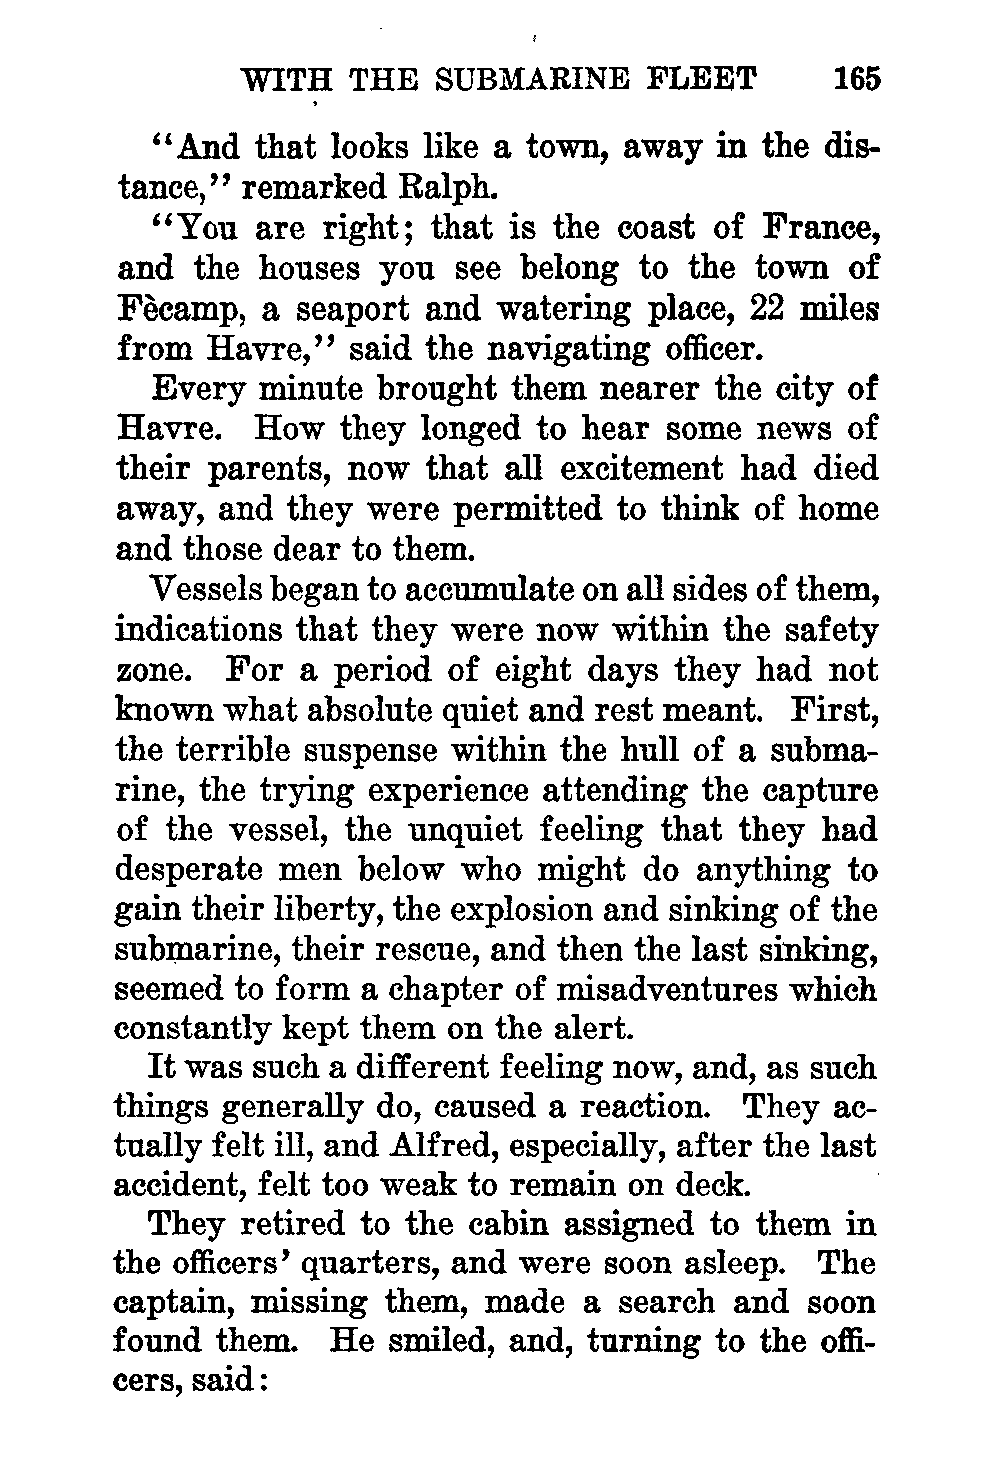 WITH THE SUBMARINE FLEET 165
“And that looks like a town, away in the dis-
tance,” remarked Ralph.
“You are right; that is the coast of France,
and the houses you see belong to the town of
Fècamp, a seaport and watering place, 22 miles
from Havre,” said the navigating officer.
Every minute brought them nearer the city of
Havre. How they longed to hear some news of
their parents, now that all excitement had died
away, and they were permitted to think of home
and those dear to them.
Vessels began to accumulate on all sides of them,
indications that they were now within the safety
zone. For a period of eight days they had not
known what absolute quiet and rest meant. First,
the terrible suspense within the hull of a subma-
rine, the trying experience attending the capture
of the vessel, the unquiet feeling that they had
desperate men below who might do anything to
gain their liberty, the explosion and sinking of the
submarine, their rescue, and then the last sinking,
seemed to form a chapter of misadventures which
constantly kept them on the alert.
It was such a different feeling now, and, as such
things generally do, caused a reaction. They ac-
tually felt ill, and Alfred, especially, after the last
accident, felt too weak to remain on deck.
They retired to the cabin assigned to them in
the officers’ quarters, and were soon asleep. The
captain, missing them, made a search and soon
found them. He smiled, and, turning to the offi-
cers, said: